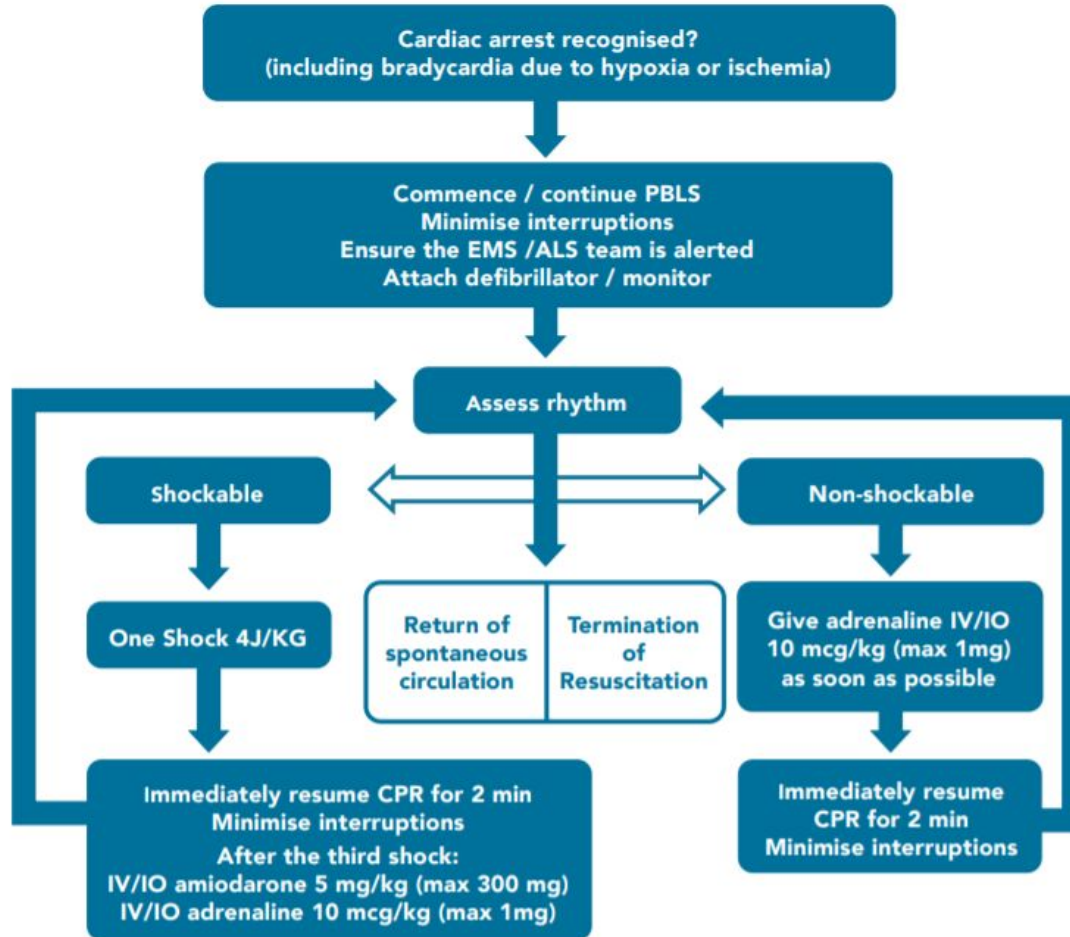 Cardiac arrest recognised?
(including bradycardia due to hypoxia or ischemia)
Commence / continue PBLS
Minimise interruptions
Ensure the EMS /ALS team is alerted
Attach defibrillator / monitor
Assess rhythm
Shockable
Non-shockable
One Shock 4J/KG
Return of
spontaneous
circulation
Termination
of
Resuscitation
Give adrenaline IV/IO
10 mcg/kg (max 1mg)
as soon as possible
Immediately resume CPR for 2 min
Minimise interruptions
After the third shock:
IV/IO amiodarone 5 mg/kg (max 300 mg)
IV/IO adrenaline 10 mcg/kg (max 1mg)
Immediately resume
CPR for 2 min
Minimise interruptions